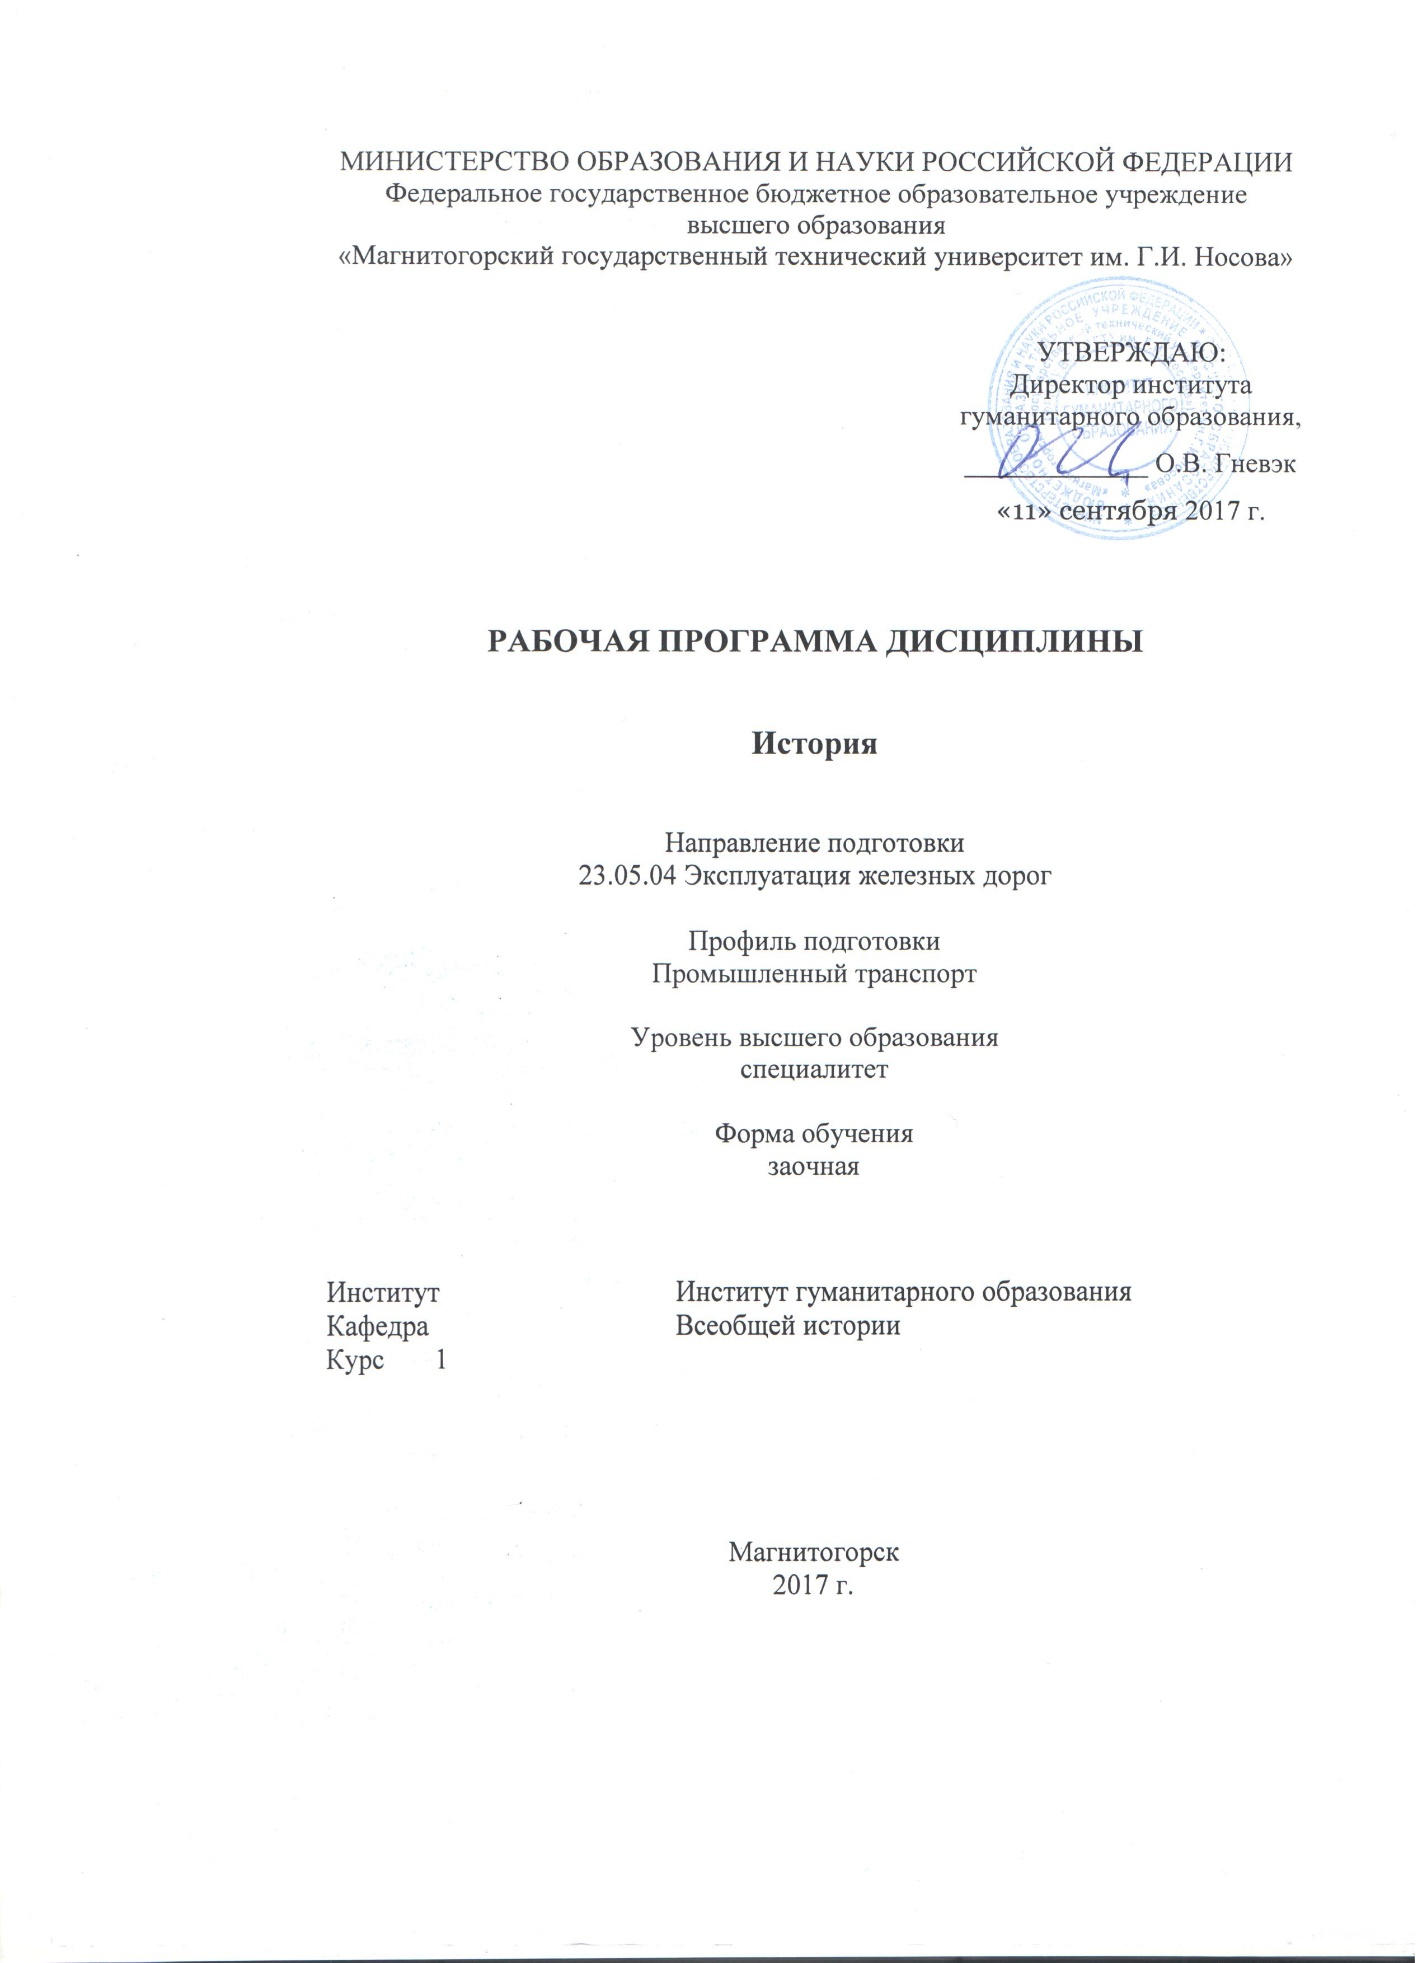 МИНИСТЕРСТВО ОБРАЗОВАНИЯ И НАУКИ РОССИЙСКОЙ ФЕДЕРАЦИИ
Федеральное государственное бюджетное образовательное учреждение
высшего образования
«Магнитогорский государственный технический университет им. Г.И. Носова»
УТВЕРЖДАЮ:
Директор института
гуманитарного образования,
О.В. Гневэк
«11» сентября 2017 г.
РАБОЧАЯ ПРОГРАММА ДИСЦИПЛИНЫ
История
Направление подготовки
23.05.04 Эксплуатация железных дорог
Профиль подготовки
Промышленный транспорт
Уровень высшего образования
специалитет
Форма обучения
заочная
Институт Институт гуманитарного образования
Кафедра Всеобщей истории
Курс 1
Магнитогорск
2017 г.